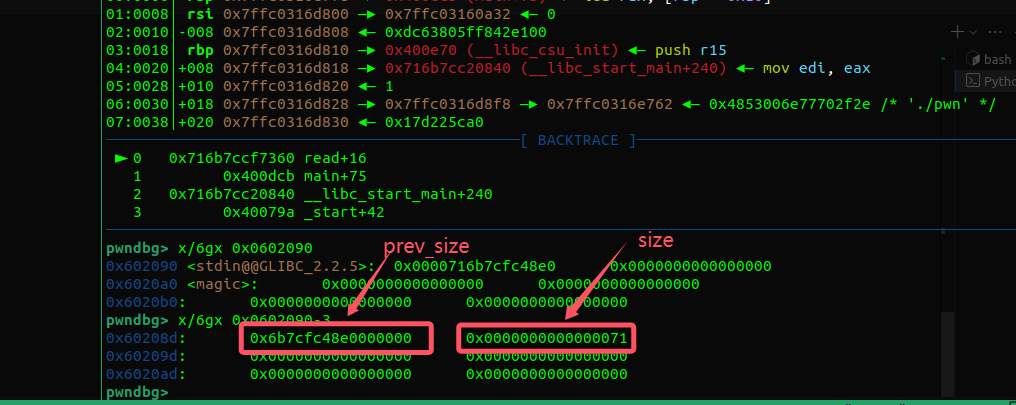 01:0008│ rsi 0x7ffc0316d800 —▸ 0x7ffc03160a32 ◂— 0
02:0010│-008 0x7ffc0316d808 ◂— 0xdc63805ff842e100
03:0018│ rbp 0x7ffc0316d810 —▸ 0x400e70 (__libc_csu_init) ◂— push r15
04:0020│+008 0x7ffc0316d818 —▸ 0x716b7cc20840 (__libc_start_main+240) ◂— mov edi, eax
05:0028│+010 0x7ffc0316d820 ◂— 1
06:0030│+018 0x7ffc0316d828 —▸ 0x7ffc0316d8f8 —▸ 0x7ffc0316e762 ◂— 0x4853006e77702f2e /* './pwn' */
07:0038│+020 0x7ffc0316d830 ◂— 0x17d225ca0
[ BACKTRACE ]
► 0 0x716b7ccf7360 read+16
1 0x400dcb main+75
2 0x716b7cc20840 __libc_start_main+240
3 0x40079a _start+42
pwndbg> x/6gx 0x0602090
prev_size
size
0x602090 <stdin@@GLIBC_2.2.5>: 0x0000716b7cfc48e0 0x0000000000000000
0x6020a0 <magic>: 0x0000000000000000 0x0000000000000000
0x6020b0: 0x0000000000000000 0x0000000000000000
pwndbg> x/6gx 0x0602090-3
0x60208d: 0x6b7cfc48e0000000 0x0000000000000071
0x60209d: 0x0000000000000000 0x0000000000000000
0x6020ad: 0x0000000000000000 0x0000000000000000
pwndbg>
bash
Pytho